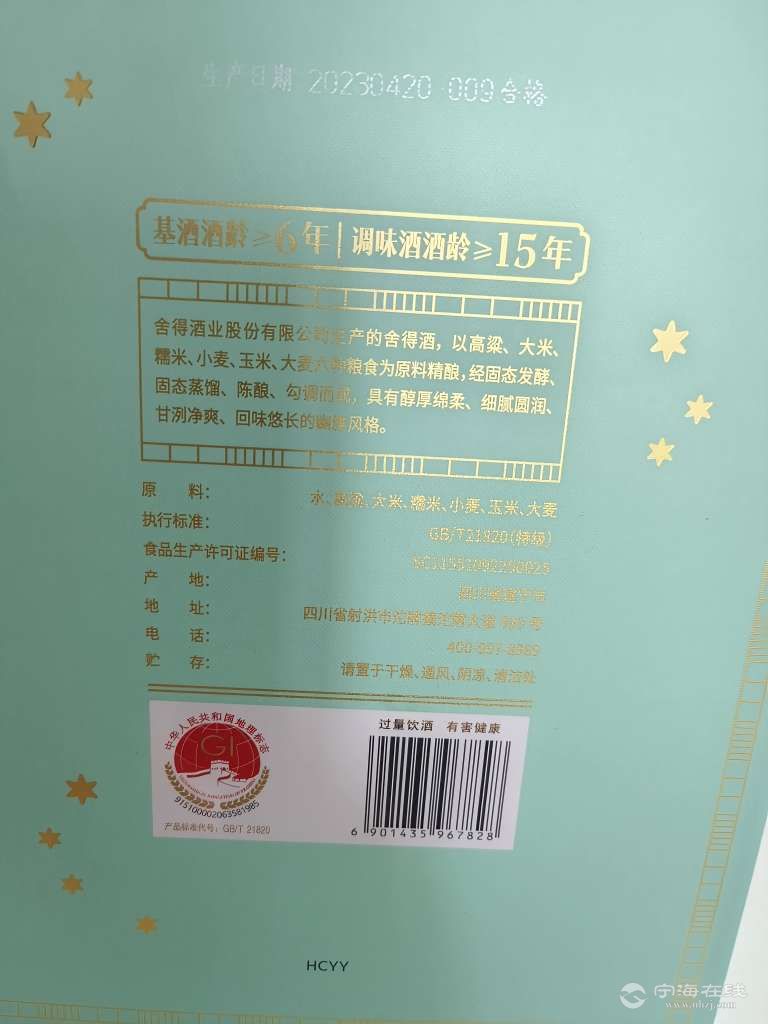 生产日期 20230420 009合格
基酒酒龄≥6年|调味酒酒龄≥15年
舍得酒业股份有限公司生产的舍得酒，以高粱、大米、
糯米、小麦、玉米、大麦六种粮食为原料精酿，经固态发酵、
固态蒸馏、陈酿、勾调而成，具有醇厚绵柔、细腻圆润、
甘洌净爽、回味悠长的幽雅风格。
原 料： 水、高粱、大米、糯米、小麦、玉米、大麦
执行标准： GB/T21820(特级)
食品生产许可证编号：
产 地：
地 址： 四川省射洪市沱牌镇沱牌大道
电 话：
贮 存： 请置于干燥、通风、阴凉、清洁处
过量饮酒 有害健康
中华人民共和国地理标志
GI
91510000206358198S
产品标准代号：GB/T 21820
6 901435 967828
HCYY
宁海在线
www.nhzj.com